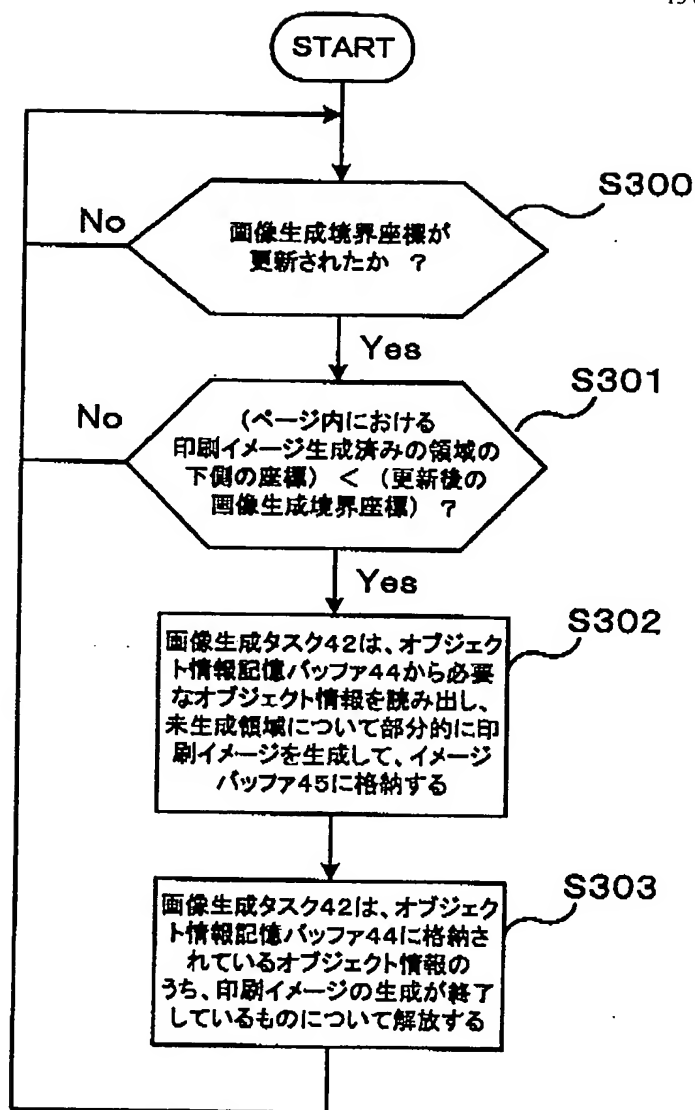 START
S300
No
画像生成境界座標が
更新されたか ?
Yes
S301
No
(ページ内における
印刷イメージ生成済みの領域の
下側の座標) < (更新後の
画像生成境界座標) ?
Yes
S302
画像生成タスク42は、オブジェク
ト情報記憶バッファ44から必要
なオブジェクト情報を読み出し、
未生成領域について部分的に印
刷イメージを生成して、イメージ
バッファ45に格納する
S303
画像生成タスク42は、オブジェク
ト情報記憶バッファ44に格納さ
れているオブジェクト情報の
うち、印刷イメージの生成が終了
しているものについて解放する